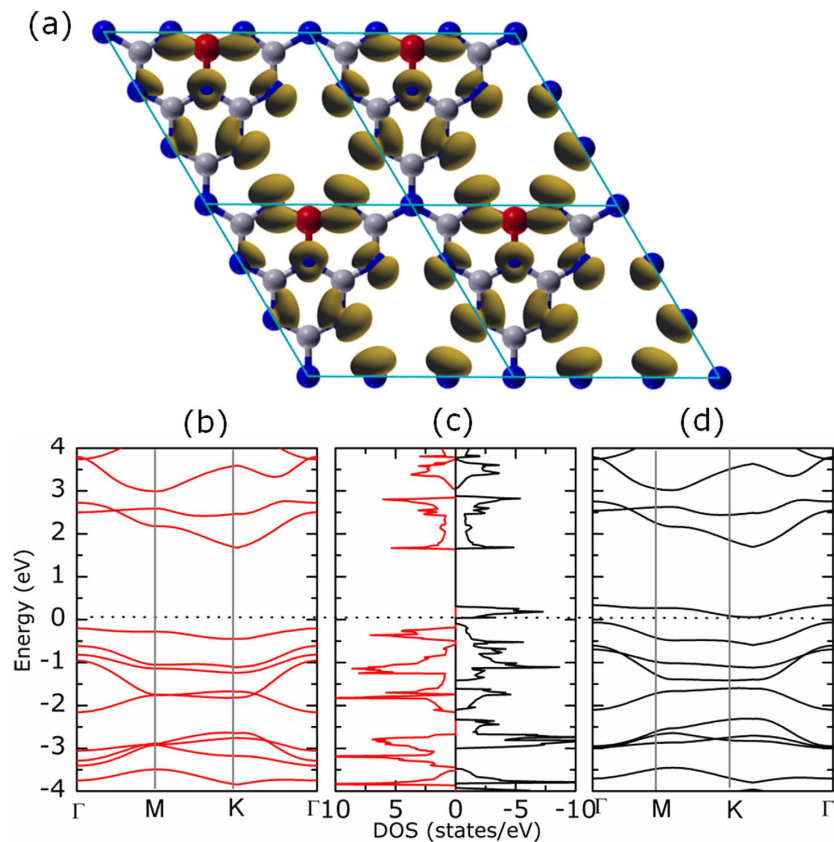 (a)
(b) (c) (d)
4
3
2
1
0
-1
-2
-3
-4
Energy (eV)
Γ M K Γ
10 5 0 -5 -10
DOS (states/eV)
Γ M K Γ